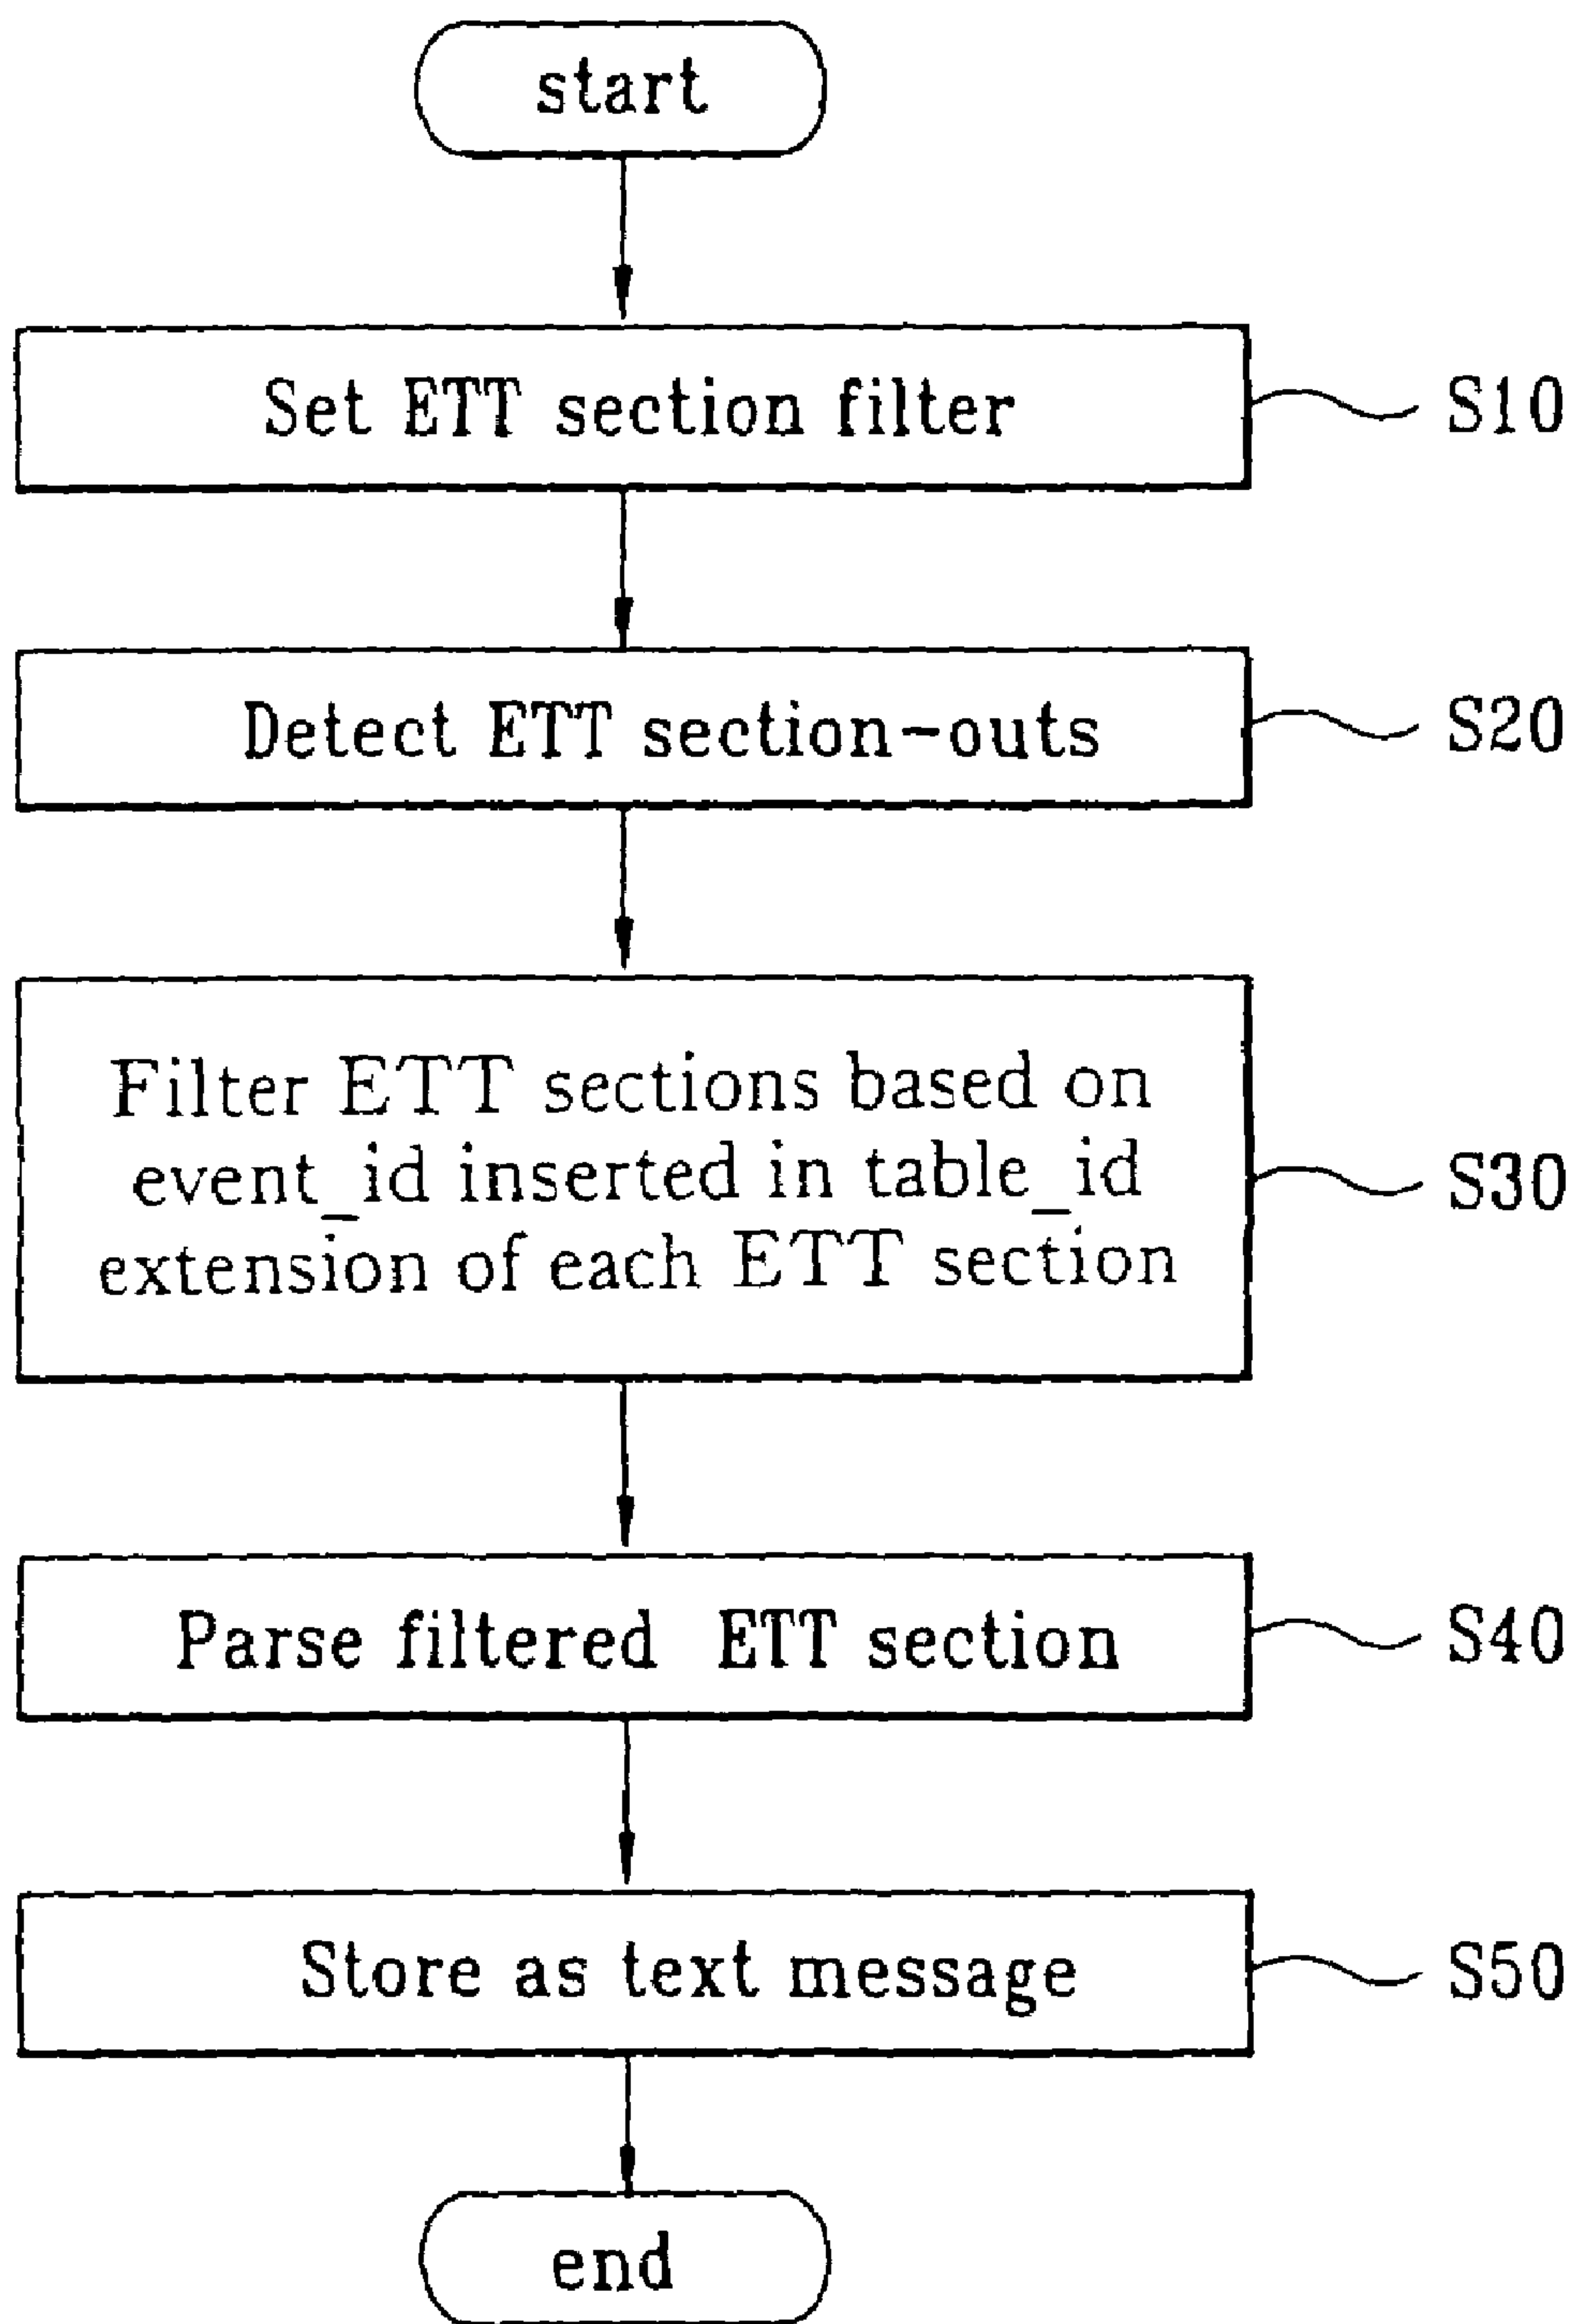 start
Set ETT section filter
S10
Detect ETT section-outs
S20
Filter ETT sections based on
event_id inserted in table_id
extension of each ETT section
S30
Parse filtered ETT section
S40
Store as text message
S50
end